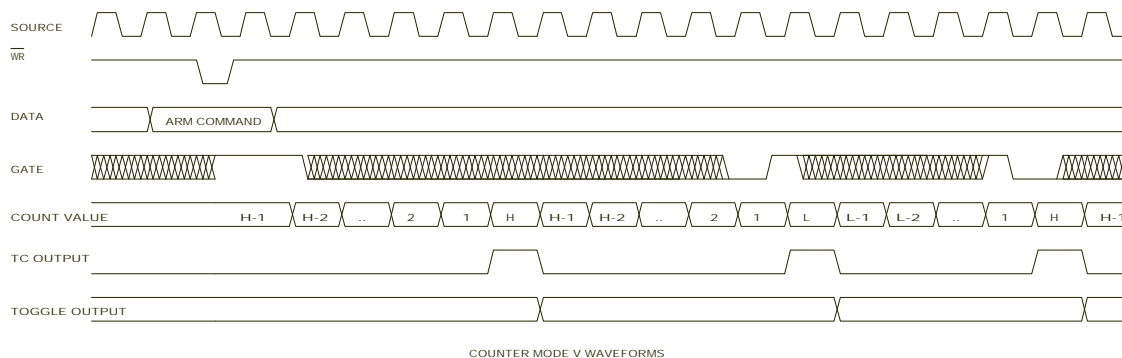 SOURCE
WR
DATA ARM COMMAND
GATE
COUNT VALUE H-1 H-2 .. 2 1 H H-1 H-2 .. 2 1 L L-1 L-2 .. 1 H H-1
TC OUTPUT
TOGGLE OUTPUT
COUNTER MODE V WAVEFORMS